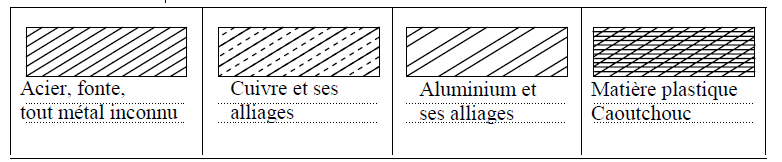 Acier, fonte,
tout métal inconnu
Cuivre et ses
alliages
Aluminium et
ses alliages
Matière plastique
Caoutchouc